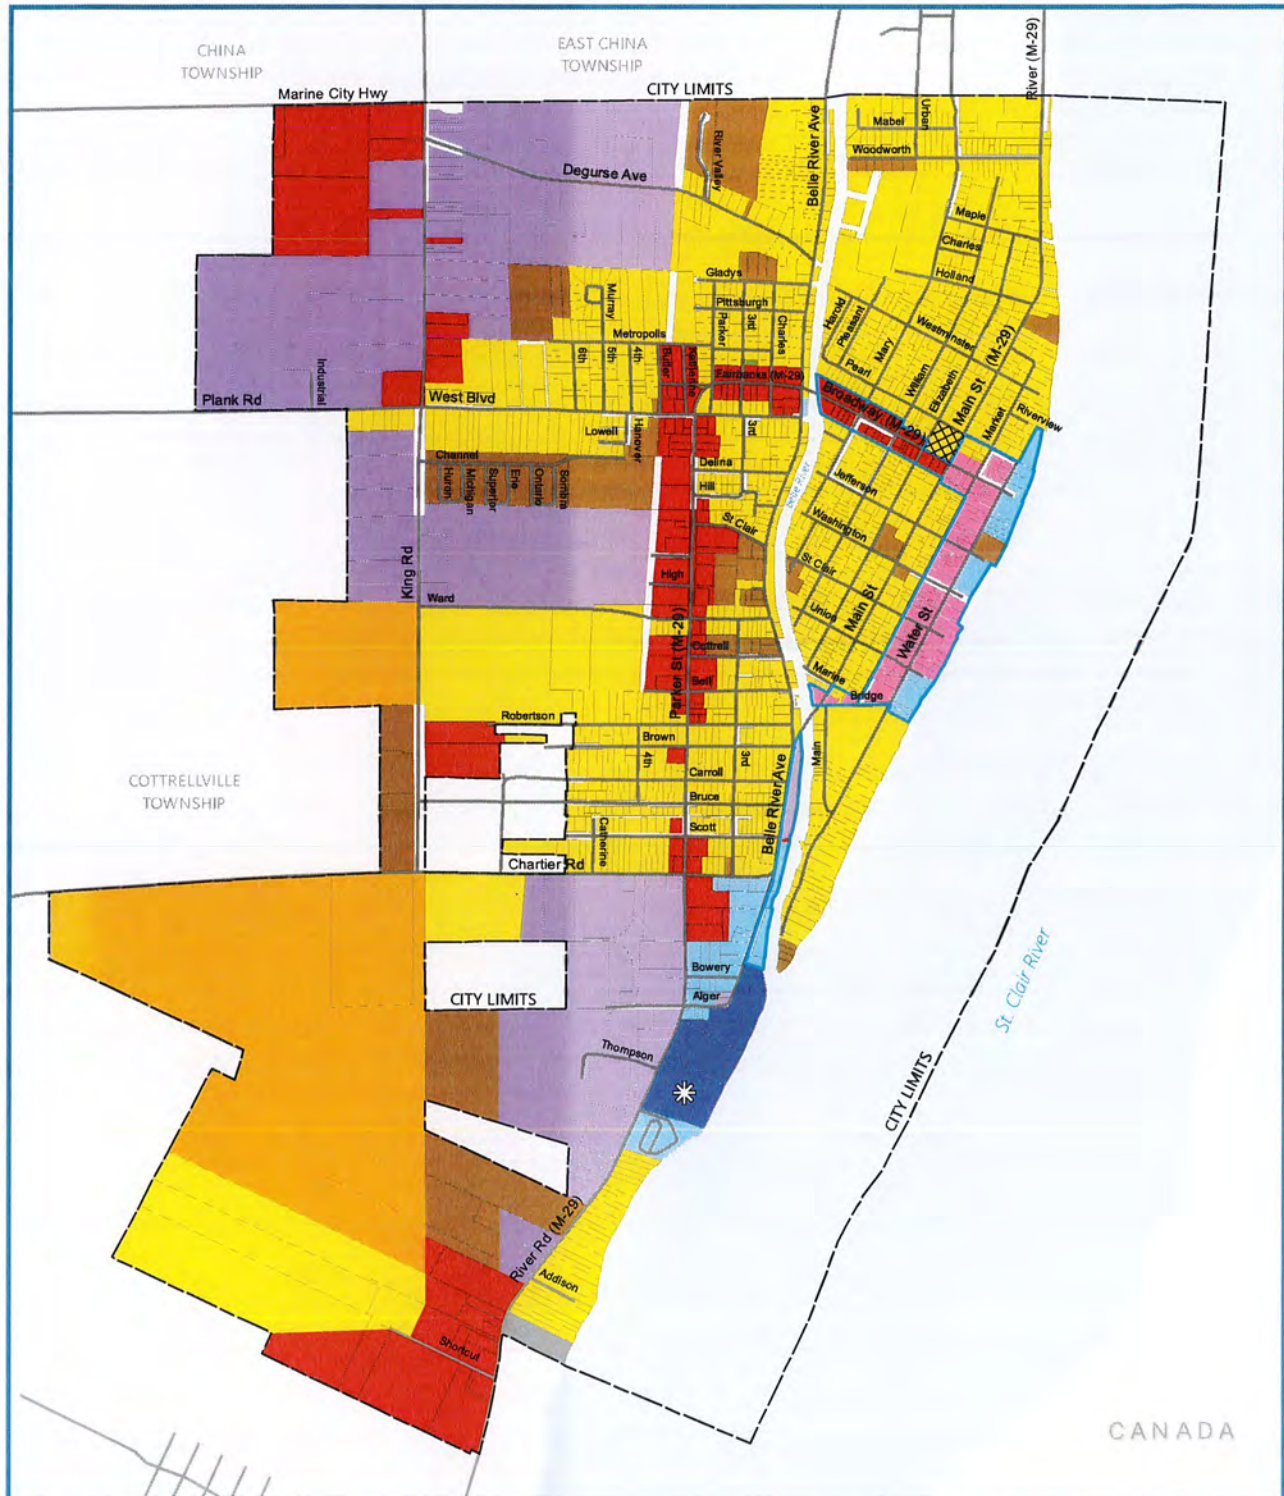 CHINA
TOWNSHIP
EAST CHINA
TOWNSHIP
River (M-29)
Marine City Hwy
CITY LIMITS
Urban
Mabel
Woodworth
Belle River Ave
River Valley
Degurse Ave
Maple
Charles
Holland
Gladys
Murray
Pittsburgh
Parker
3rd
Charles
Harold
Pleasant
Westminster
Metropolis
Mary
6th
5th
4th
Butler
Katherine
Pearl
William
Elizabeth
Main St
(M-29)
Fairbanks (M-29)
Industrial
Plank Rd
West Blvd
Broadway (M-29)
Market
Riverview
Lowell
Hanover
3rd
Channel
Delina
Hill
Huron
Michigan
Superior
Erie
Ontario
Sombra
Belle River
Jefferson
Washington
St Clair
St Clair
King Rd
High
Ward
Union
Main St
Water St
Cottrell
Marine
Parker St (M-29)
Bell
Bridge
Robertson
Brown
4th
3rd
Main
Carroll
COTTRELLVILLE
TOWNSHIP
Bruce
Belle River Ave
Scott
Catherine
Chartier Rd
Bowery
Alger
CITY LIMITS
St. Clair River
Thompson
CITY LIMITS
River Rd (M-29)
Addison
Shortcut
CANADA